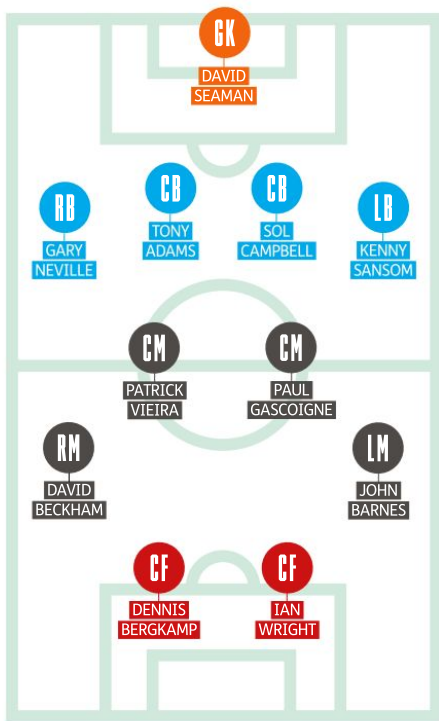 GK
DAVID
SEAMAN
RB
GARY
NEVILLE
CB
TONY
ADAMS
CB
SOL
CAMPBELL
LB
KENNY
SANSOM
CM
PATRICK
VIEIRA
CM
PAUL
GASCOIGNE
RM
DAVID
BECKHAM
LM
JOHN
BARNES
CF
DENNIS
BERGKAMP
CF
IAN
WRIGHT